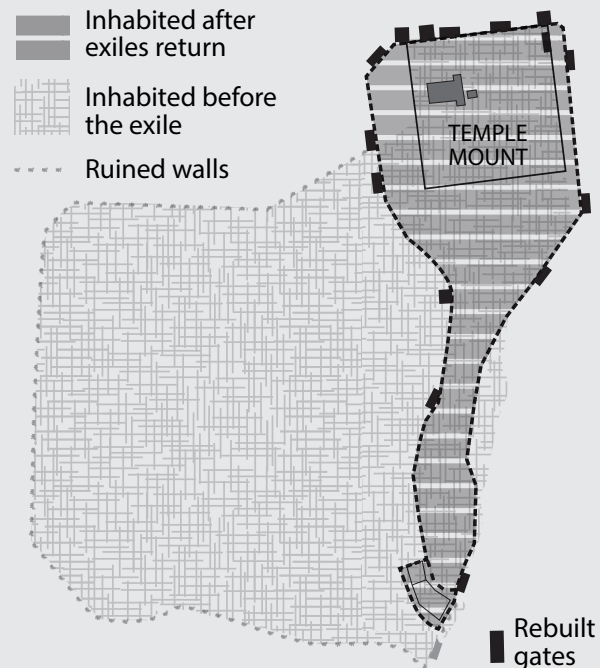 Inhabited after
exiles return
Inhabited before
the exile
Ruined walls
TEMPLE
MOUNT
Rebuilt
gates